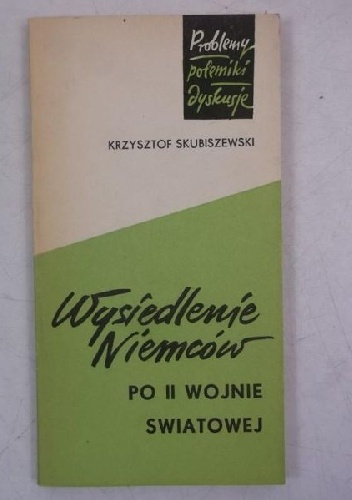 Problemy
polemiki
dyskusje
KRZYSZTOF SKUBISZEWSKI
Wysiedlenie
Niemców
PO II WOJNIE
SWIATOWEJ